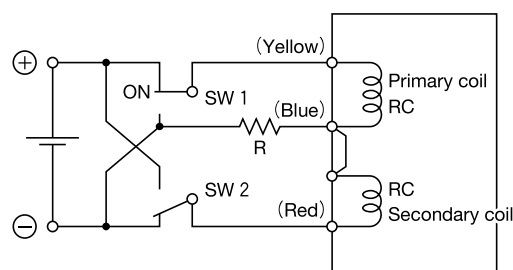 (Yellow)
+
ON
SW 1
Primary coil
RC
(Blue)
R
SW 2
RC
(Red)
Secondary coil
−